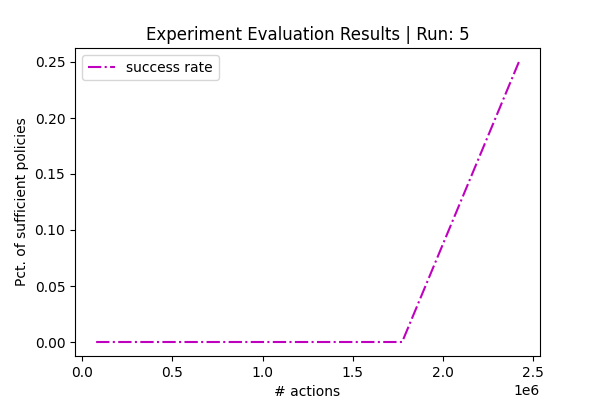 Experiment Evaluation Results | Run: 5
success rate
Pct. of sufficient policies
0.25
0.20
0.15
0.10
0.05
0.00
0.0 0.5 1.0 1.5 2.0 2.5
1e6
# actions